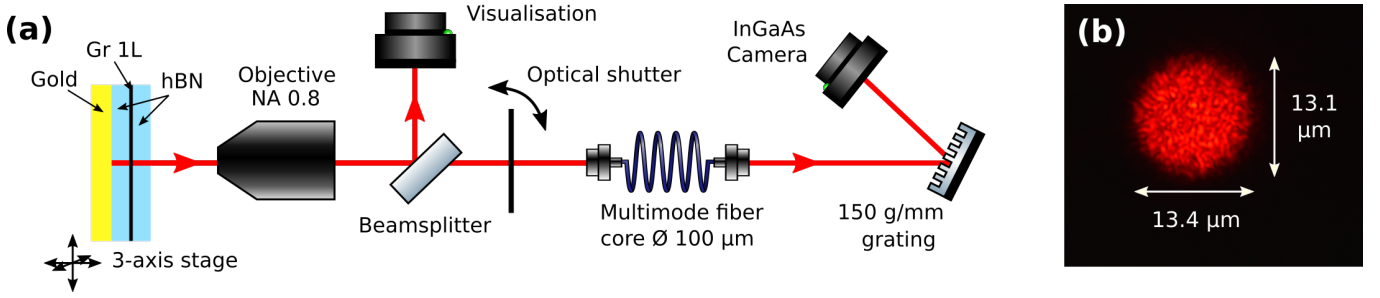 (a)
Gold
Gr 1L
hBN
3-axis stage
Objective
NA 0.8
Visualisation
Beamsplitter
Optical shutter
Multimode fiber
core Ø 100 μm
InGaAs
Camera
150 g/mm
grating
(b)
13.1
μm
13.4 μm